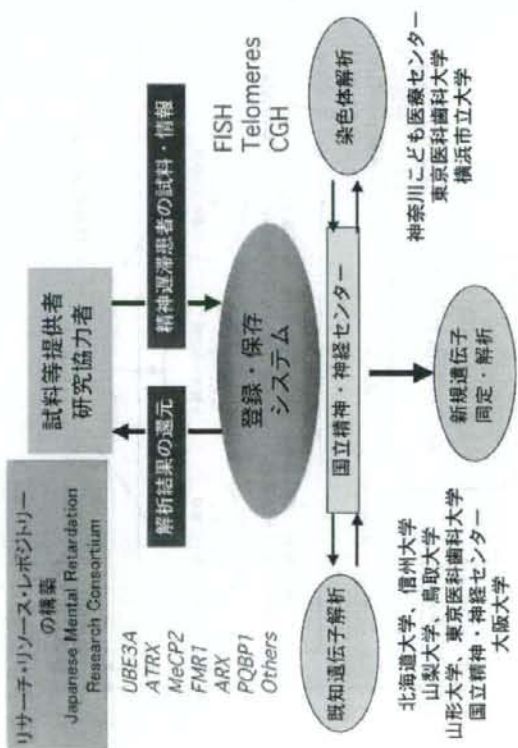 リサーチ・リソース・レポジトリー
の構築
Japanese Mental Retardation
Research Consortium
試料等提供者
研究協力者
解析結果の還元
精神遅滞患者の試料・情報
UBE3A
ATRX
MeCP2
FMR1
ARX
PQBP1
Others
登録・保存
システム
FISH
Telomeres
CGH
国立精神・神経センター
既知遺伝子解析
染色体解析
新規遺伝子
同定・解析
北海道大学、信州大学
山梨大学、鳥取大学
山形大学、東京医科歯科大学
国立精神・神経センター
大阪大学
神奈川こども医療センター
東京医科歯科大学
横浜市立大学